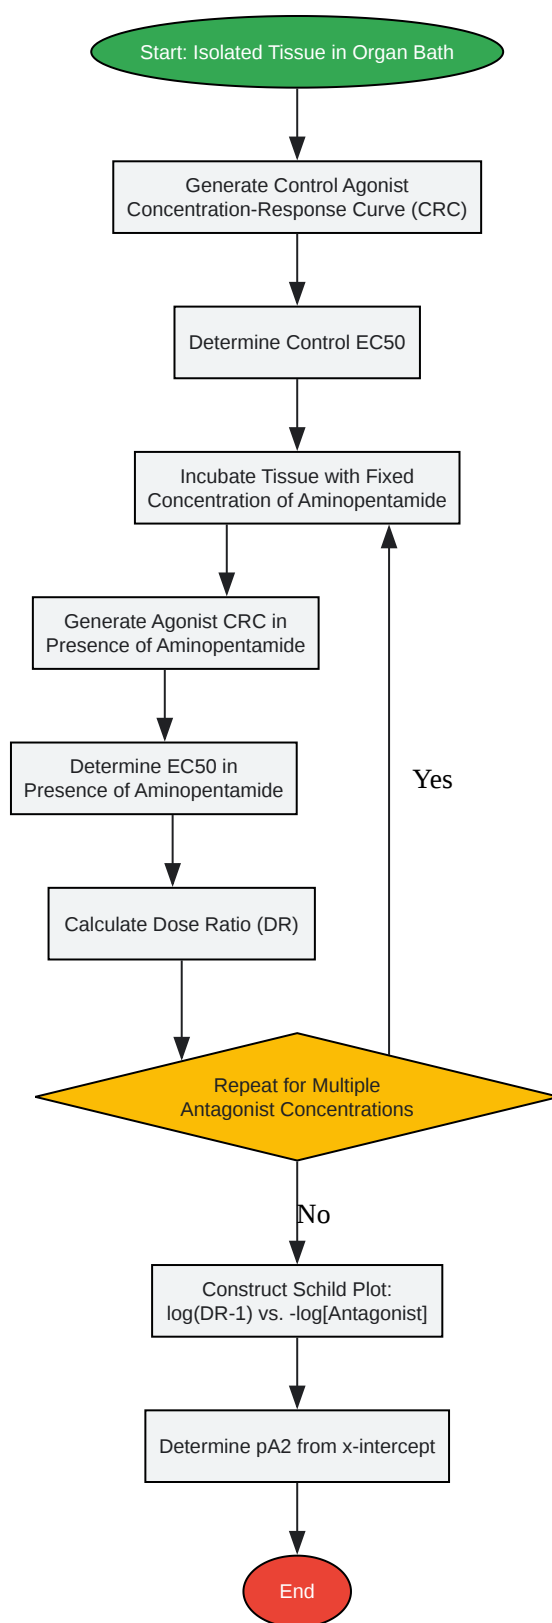 Start: Isolated Tissue in Organ Bath
Generate Control Agonist
Concentration-Response Curve (CRC)
Determine Control EC50
Incubate Tissue with Fixed
Concentration of Aminopentamide
Generate Agonist CRC in
Presence of Aminopentamide
Determine EC50 in
Presence of Aminopentamide
Yes
Calculate Dose Ratio (DR)
Repeat for Multiple
Antagonist Concentrations
No
Construct Schild Plot:
log(DR-1) vs. -log[Antagonist]
Determine pA2 from x-intercept
End